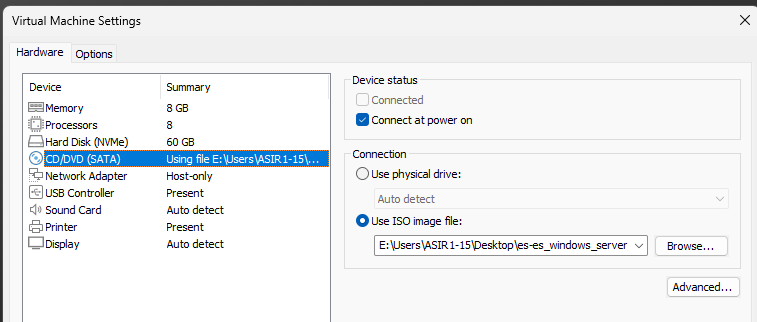 Virtual Machine Settings
Hardware
Options
Device Summary
Memory 8 GB
Processors 8
Hard Disk (NVMe) 60 GB
CD/DVD (SATA) Using file E:\Users\ASIR1-15\...
Network Adapter Host-only
USB Controller Present
Sound Card Auto detect
Printer Present
Display Auto detect
Device status
Connected
Connect at power on
Connection
Use physical drive:
Auto detect
Use ISO image file:
E:\Users\ASIR1-15\Desktop\es-es_windows_server
Browse...
Advanced...